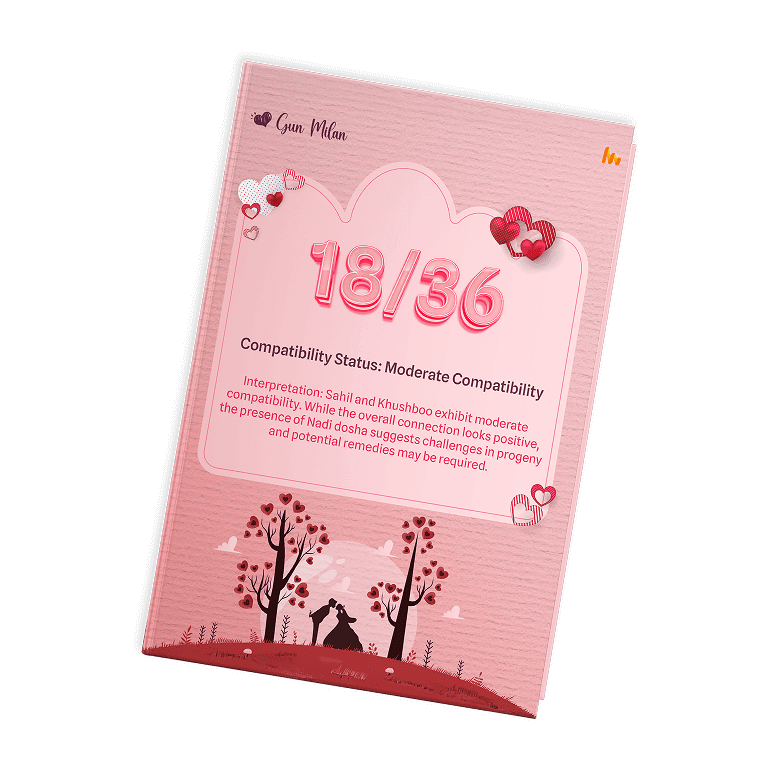 Gun Milan
18/36
Compatibility Status: Moderate Compatibility
Interpretation: Sahil and Khushboo exhibit moderate
compatibility. While the overall connection looks positive,
the presence of Nadi dosha suggests challenges in progeny
and potential remedies may be required.